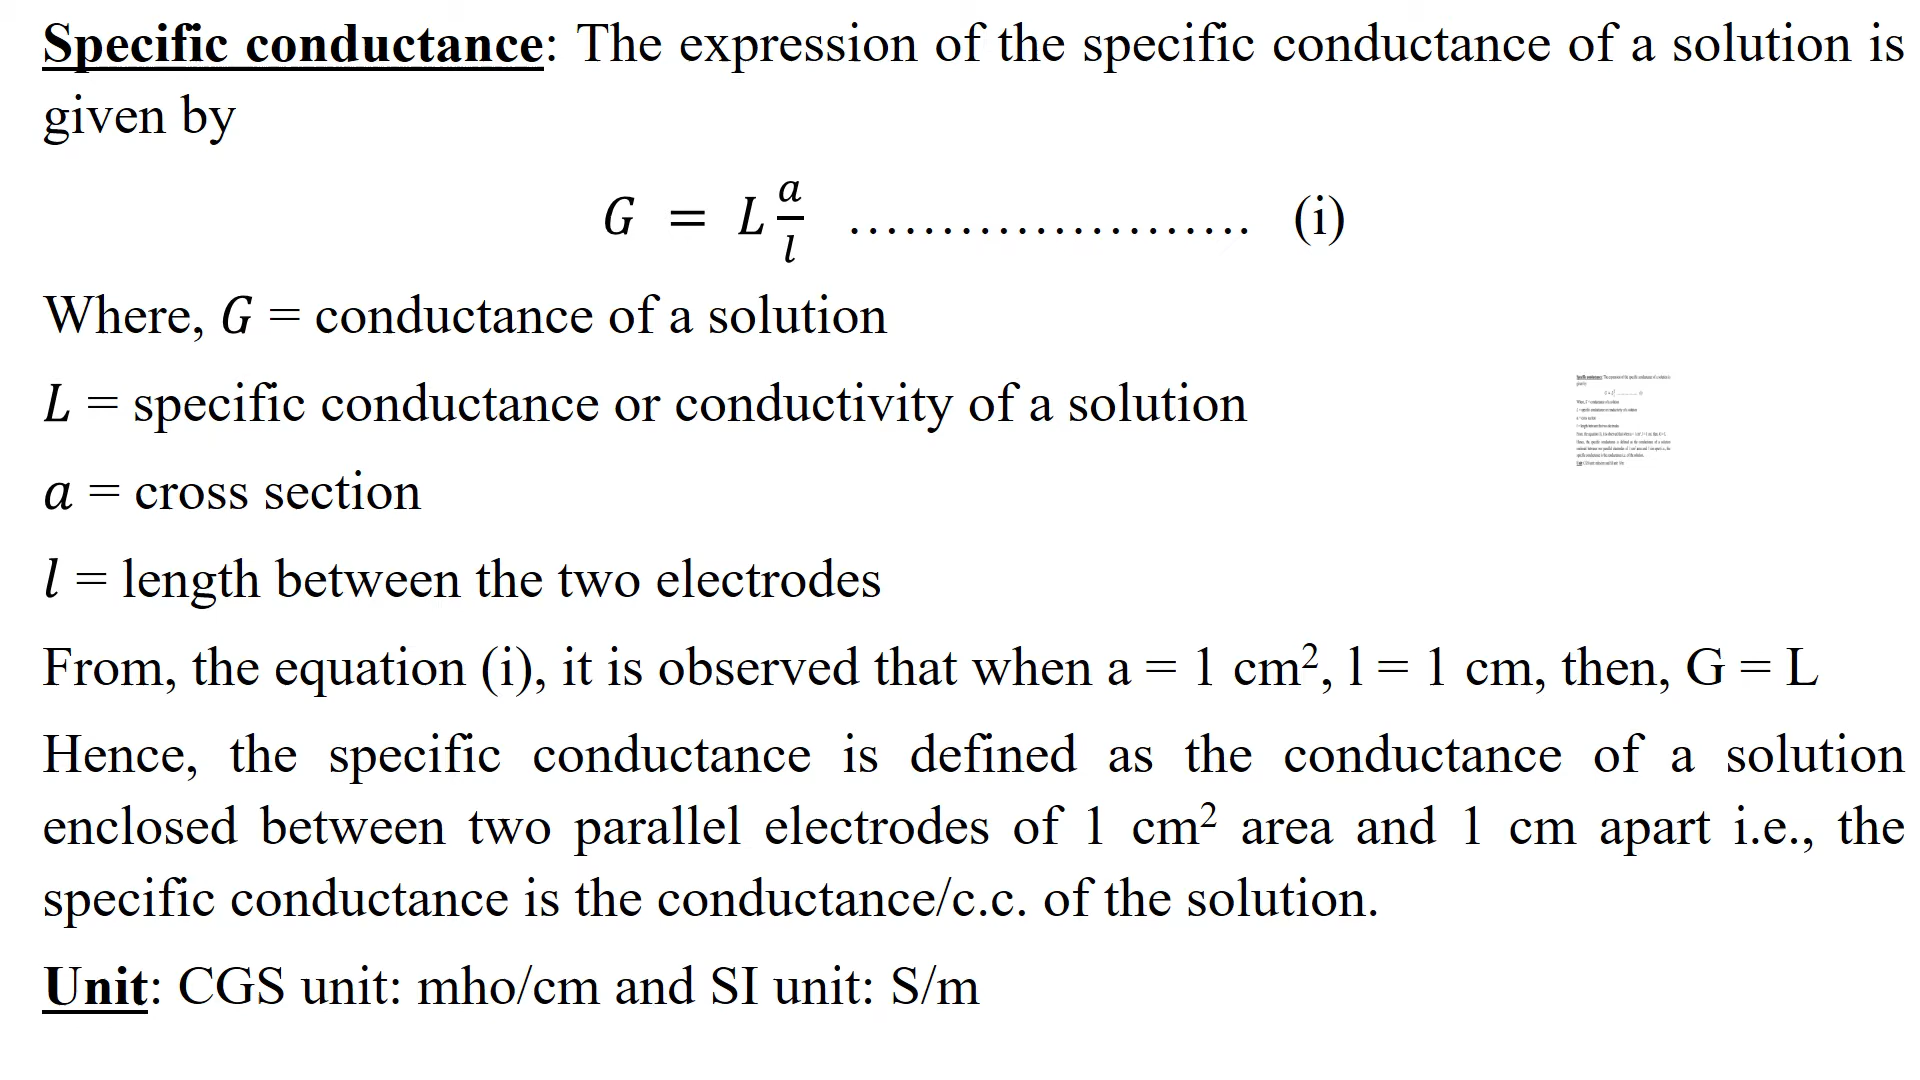 Specific conductance: The expression of the specific conductance of a solution is
given by
G = L a/l ...................... (i)
Where, G = conductance of a solution
L = specific conductance or conductivity of a solution
a = cross section
l = length between the two electrodes
From, the equation (i), it is observed that when a = 1 cm², l = 1 cm, then, G = L
Hence, the specific conductance is defined as the conductance of a solution
enclosed between two parallel electrodes of 1 cm² area and 1 cm apart i.e., the
specific conductance is the conductance/c.c. of the solution.
Unit: CGS unit: mho/cm and SI unit: S/m